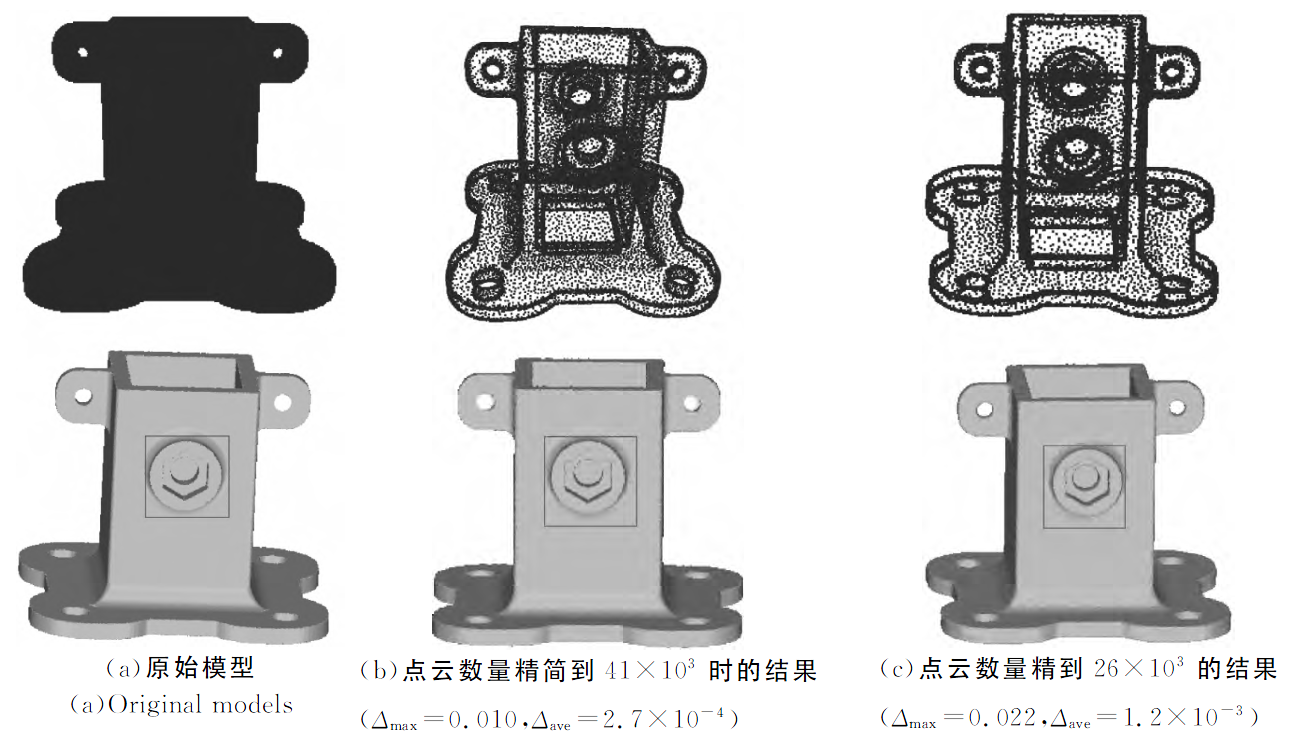 (a)原始模型
(a)Original models
(b)点云数量精简到 41×10³ 时的结果
(Δmax=0.010,Δave=2.7×10⁻⁴)
(c)点云数量精到 26×10³ 的结果
(Δmax=0.022,Δave=1.2×10⁻³)